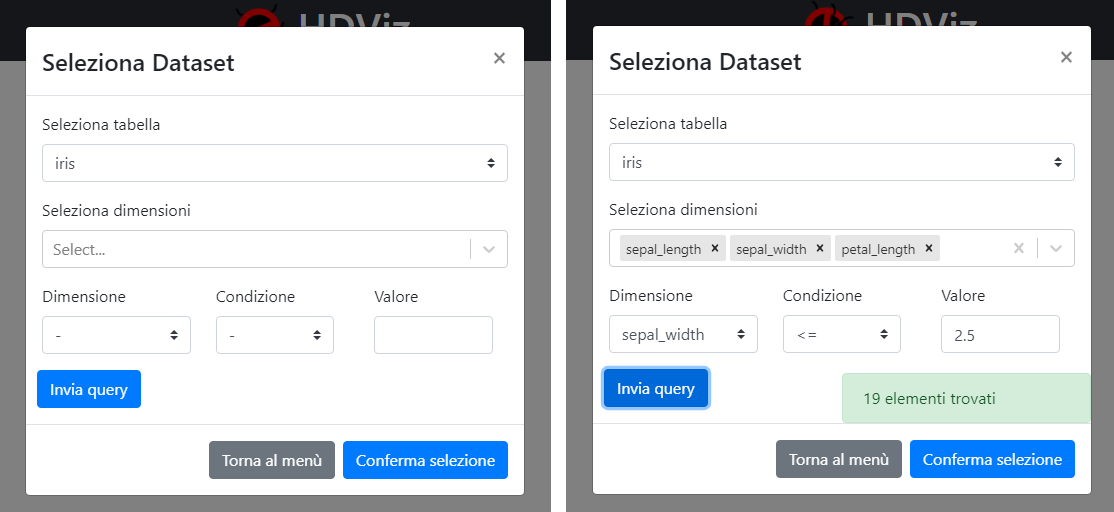 HDViz
Seleziona Dataset ×
Seleziona tabella
iris
Seleziona dimensioni
Select...
Dimensione Condizione Valore
- -
Invia query
Torna al menù Conferma selezione
HDViz
Seleziona Dataset ×
Seleziona tabella
iris
Seleziona dimensioni
sepal_length × sepal_width × petal_length × ×
Dimensione Condizione Valore
sepal_width <= 2.5
Invia query
19 elementi trovati
Torna al menù Conferma selezione